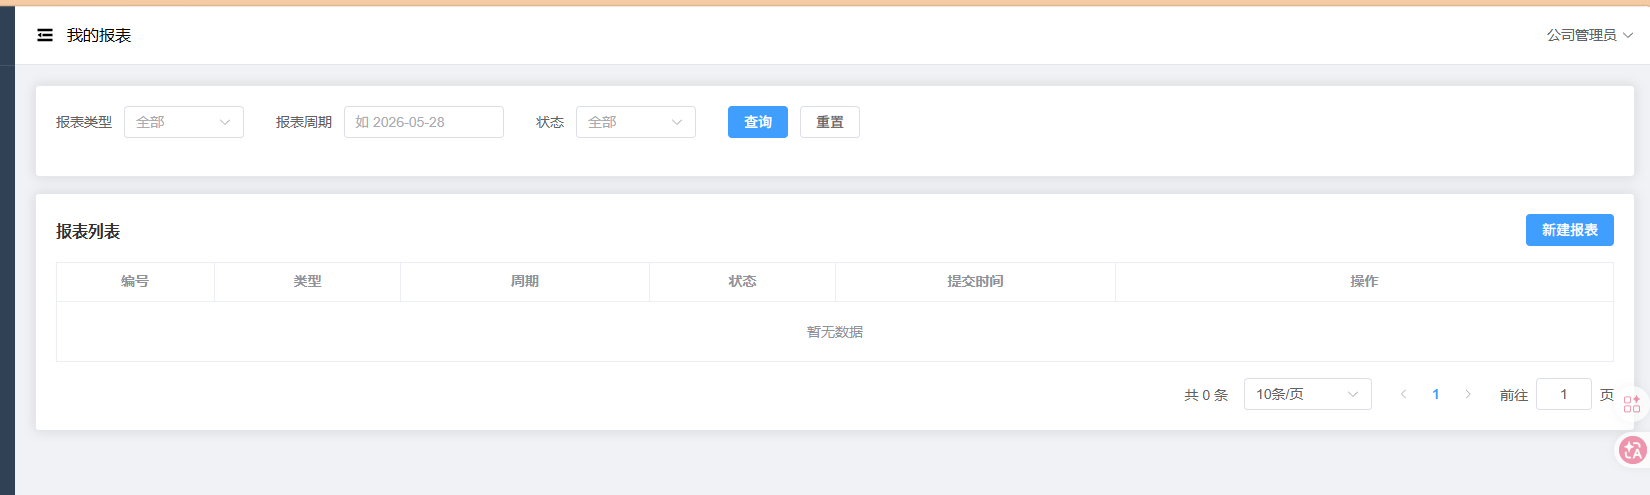 我的报表
公司管理员
报表类型 全部 报表周期 如 2026-05-28 状态 全部 查询 重置
报表列表
新建报表
编号 类型 周期 状态 提交时间 操作
暂无数据
共 0 条 10条/页 1 前往 1 页